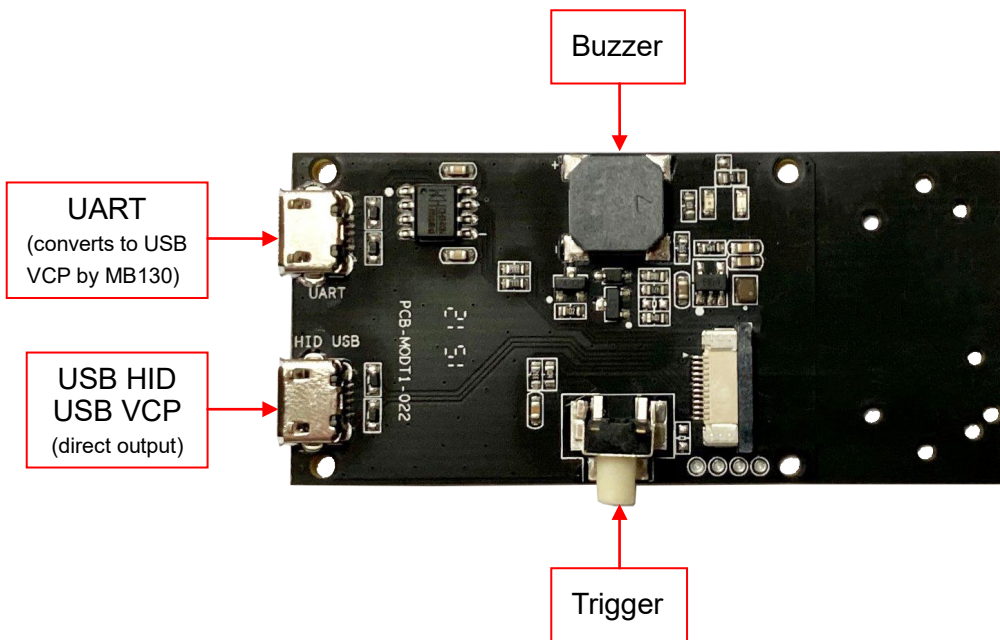 Buzzer
UART
(converts to USB
VCP by MB130)
UART
HID USB
PCB-MODT1-022
USB HID
USB VCP
(direct output)
Trigger